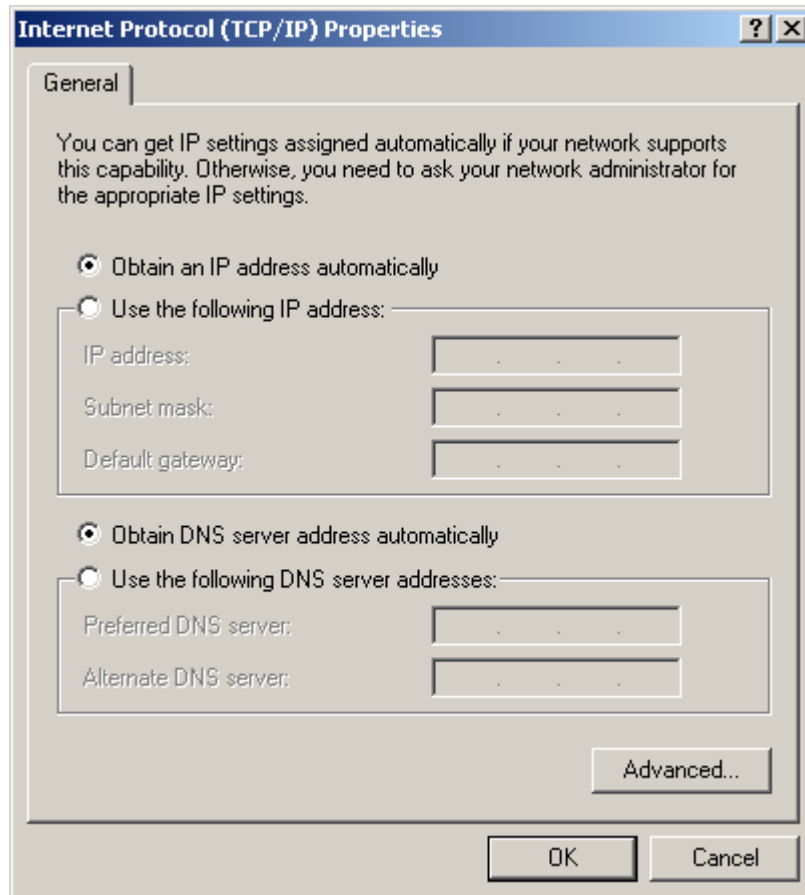 Internet Protocol (TCP/IP) Properties
General
You can get IP settings assigned automatically if your network supports
this capability. Otherwise, you need to ask your network administrator for
the appropriate IP settings.
Obtain an IP address automatically
Use the following IP address:
IP address:
Subnet mask:
Default gateway:
Obtain DNS server address automatically
Use the following DNS server addresses:
Preferred DNS server:
Alternate DNS server:
Advanced...
OK Cancel